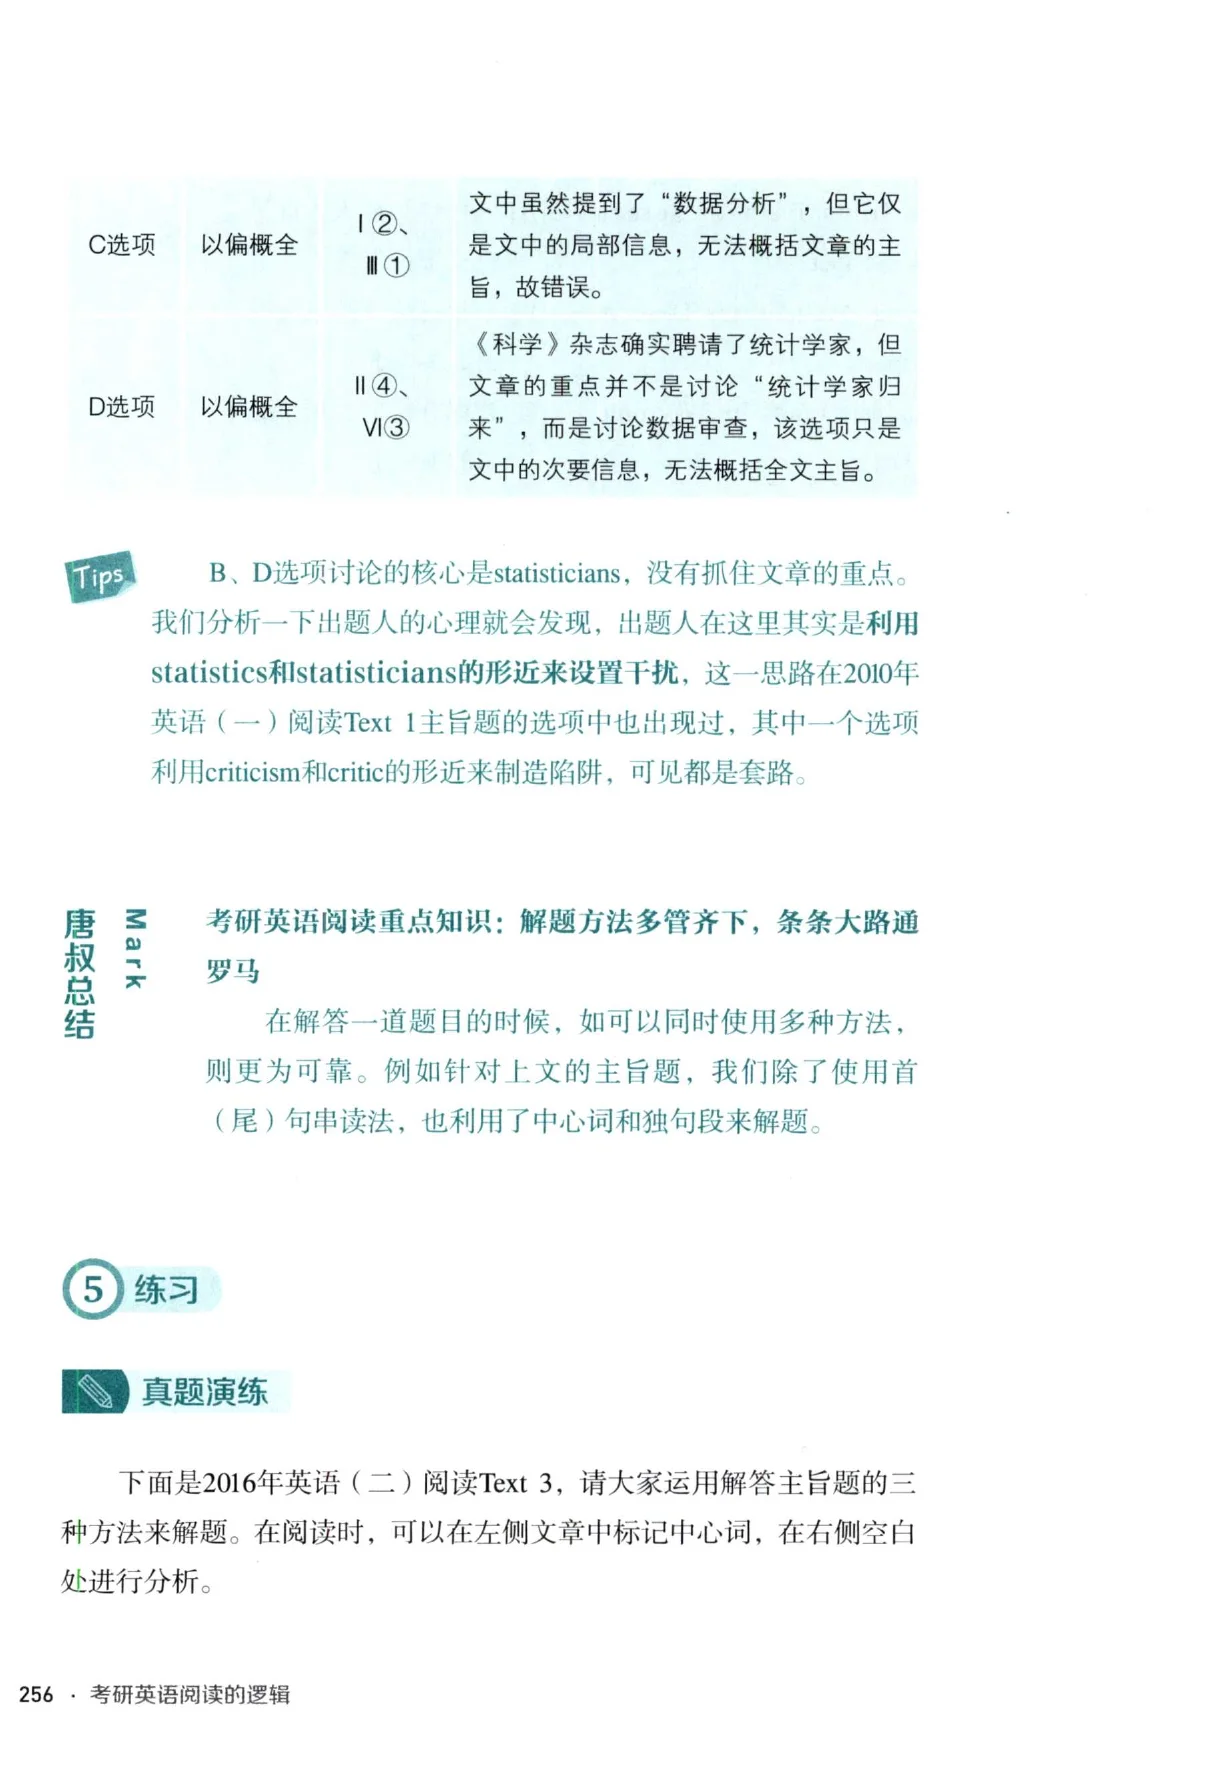 C选项
以偏概全
Ⅰ②、
Ⅲ①
文中虽然提到了“数据分析”，但它仅
是文中的局部信息，无法概括文章的主
旨，故错误。
D选项
以偏概全
Ⅱ④、
Ⅵ③
《科学》杂志确实聘请了统计学家，但
文章的重点并不是讨论“统计学家归
来”，而是讨论数据审查，该选项只是
文中的次要信息，无法概括全文主旨。
Tips
B、D选项讨论的核心是statisticians，没有抓住文章的重点。
我们分析一下出题人的心理就会发现，出题人在这里其实是利用
statistics和statisticians的形近来设置干扰，这一思路在2010年
英语（一）阅读Text 1主旨题的选项中也出现过，其中一个选项
利用criticism和critic的形近来制造陷阱，可见都是套路。
唐叔总结
Mark
考研英语阅读重点知识：解题方法多管齐下，条条大路通
罗马
在解答一道题目的时候，如可以同时使用多种方法，
则更为可靠。例如针对上文的主旨题，我们除了使用首
（尾）句串读法，也利用了中心词和独句段来解题。
5 练习
真题演练
下面是2016年英语（二）阅读Text 3，请大家运用解答主旨题的三
种方法来解题。在阅读时，可以在左侧文章中标记中心词，在右侧空白
处进行分析。
256 · 考研英语阅读的逻辑